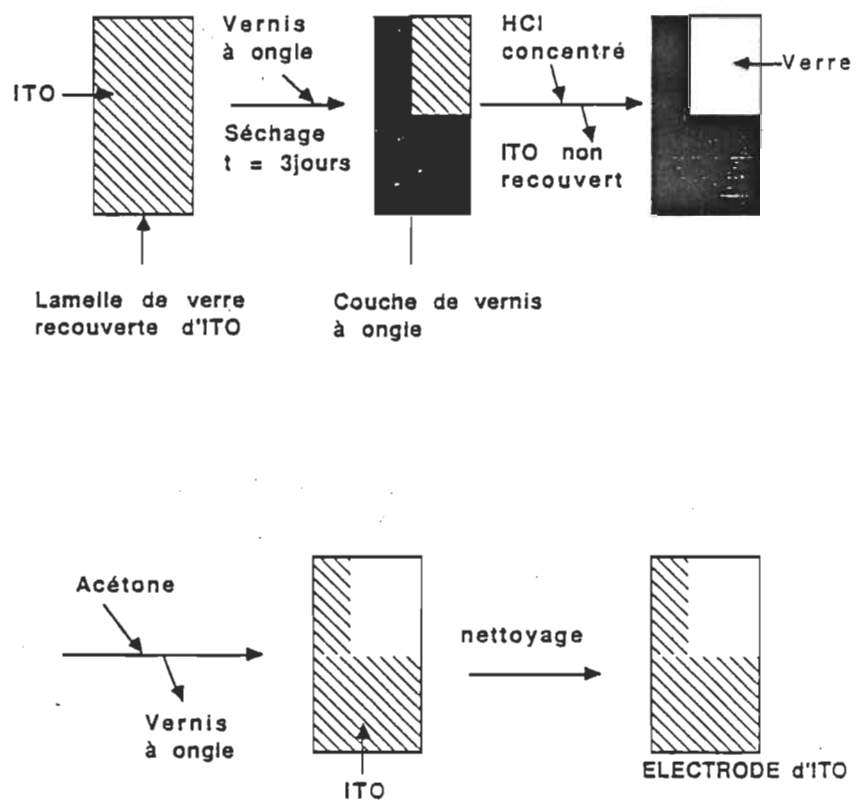 ITO
Vernis
à ongle
Séchage
t = 3jours
HCl
concentré
ITO non
recouvert
Verre
Lamelle de verre
recouverte d'ITO
Couche de vernis
à ongle
Acétone
Vernis
à ongle
ITO
nettoyage
ELECTRODE d'ITO